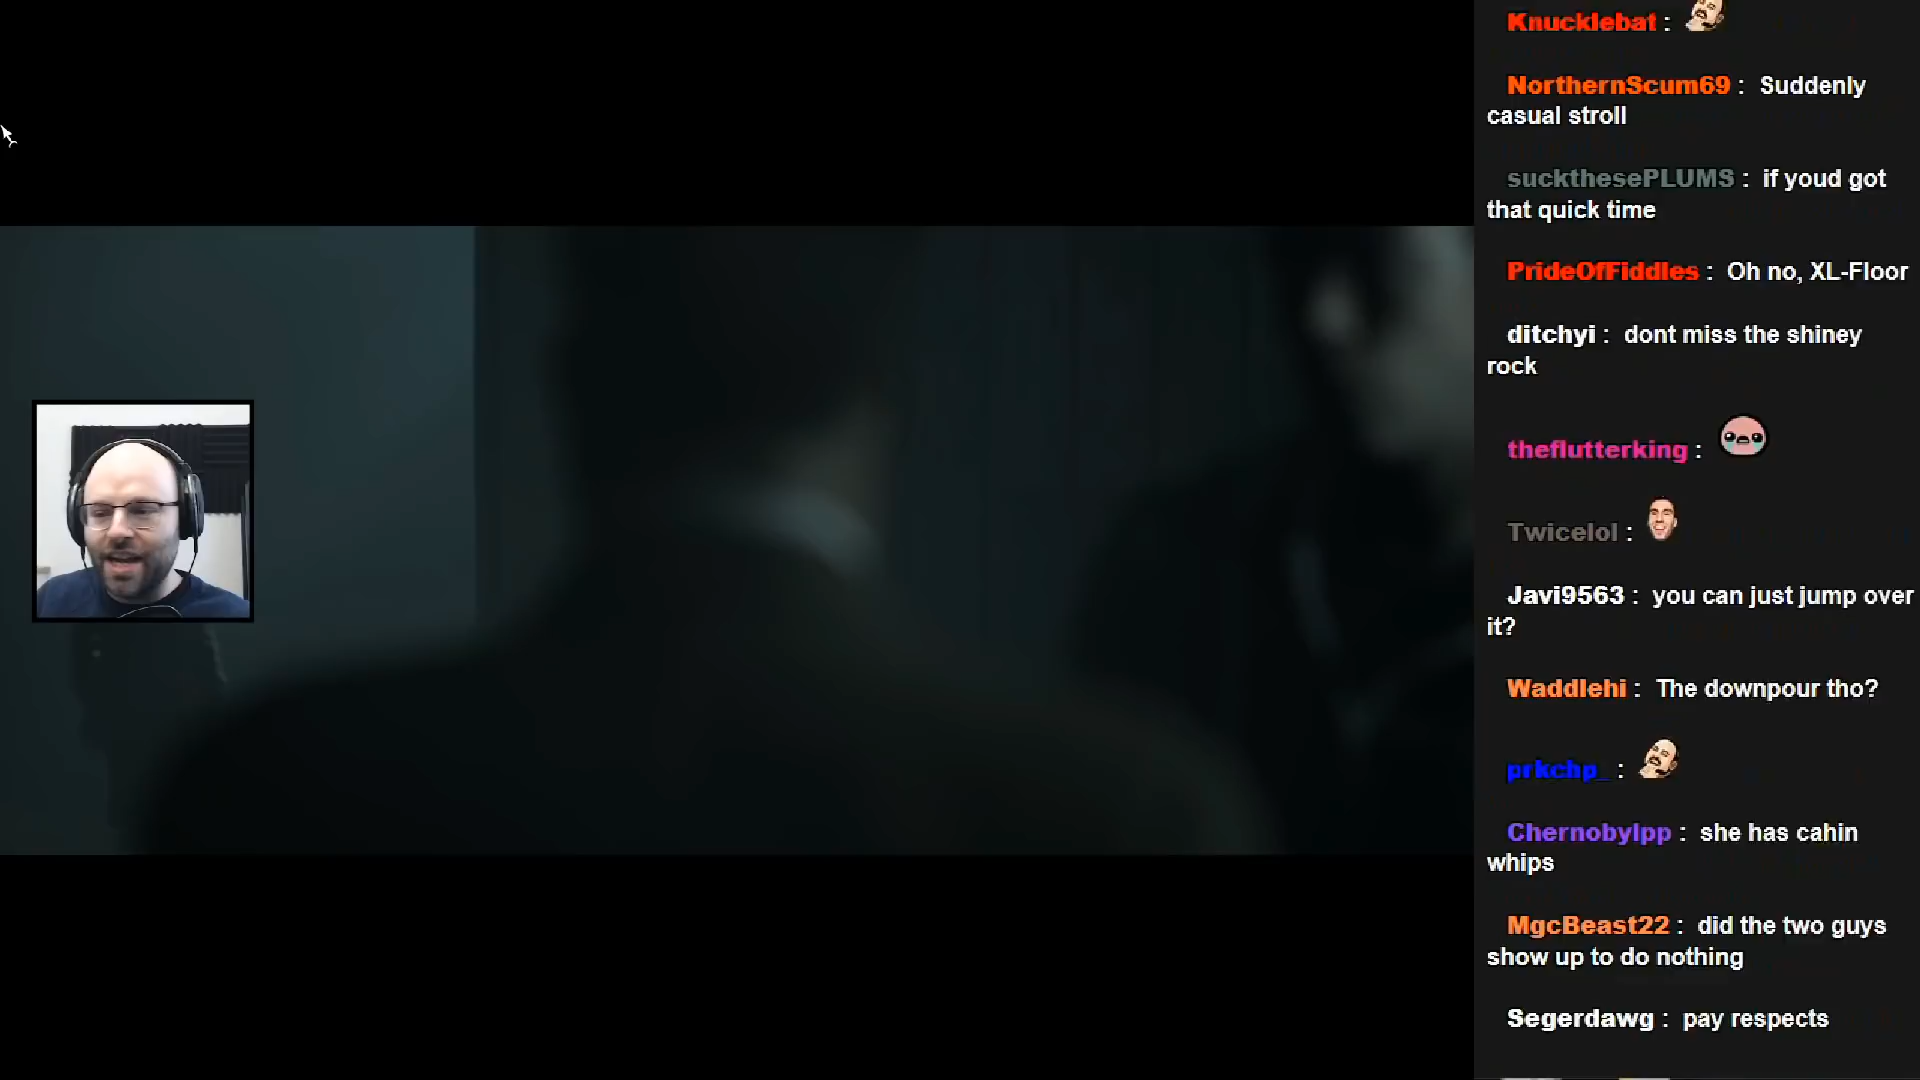 Knucklebat :
NorthernScum69 : Suddenly
casual stroll
suckthesePLUMS : if youd got
that quick time
PrideOfFiddles : Oh no, XL-Floor
ditchyi : dont miss the shiney
rock
theflutterking :
Twicelol :
Javi9563 : you can just jump over
it?
Waddlehi : The downpour tho?
prkchp_ :
Chernobylpp : she has cahin
whips
MgcBeast22 : did the two guys
show up to do nothing
Segerdawg : pay respects